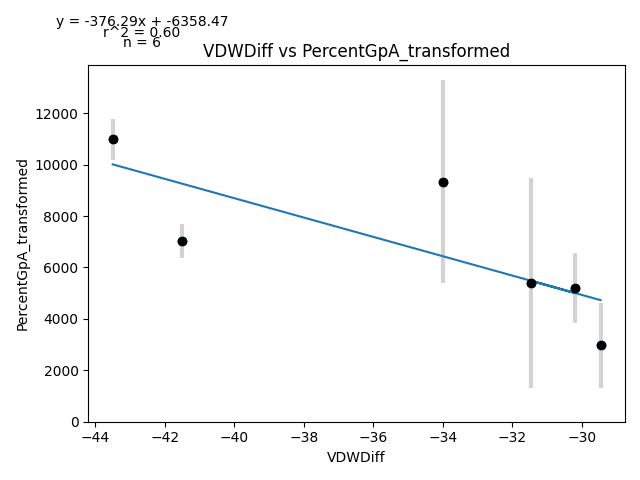 y = -376.29x + -6358.47
r^2 = 0.60
n = 6
VDWDiff vs PercentGpA_transformed
PercentGpA_transformed
12000
10000
8000
6000
4000
2000
0
−44
−42
−40
−38
−36
−34
−32
−30
VDWDiff